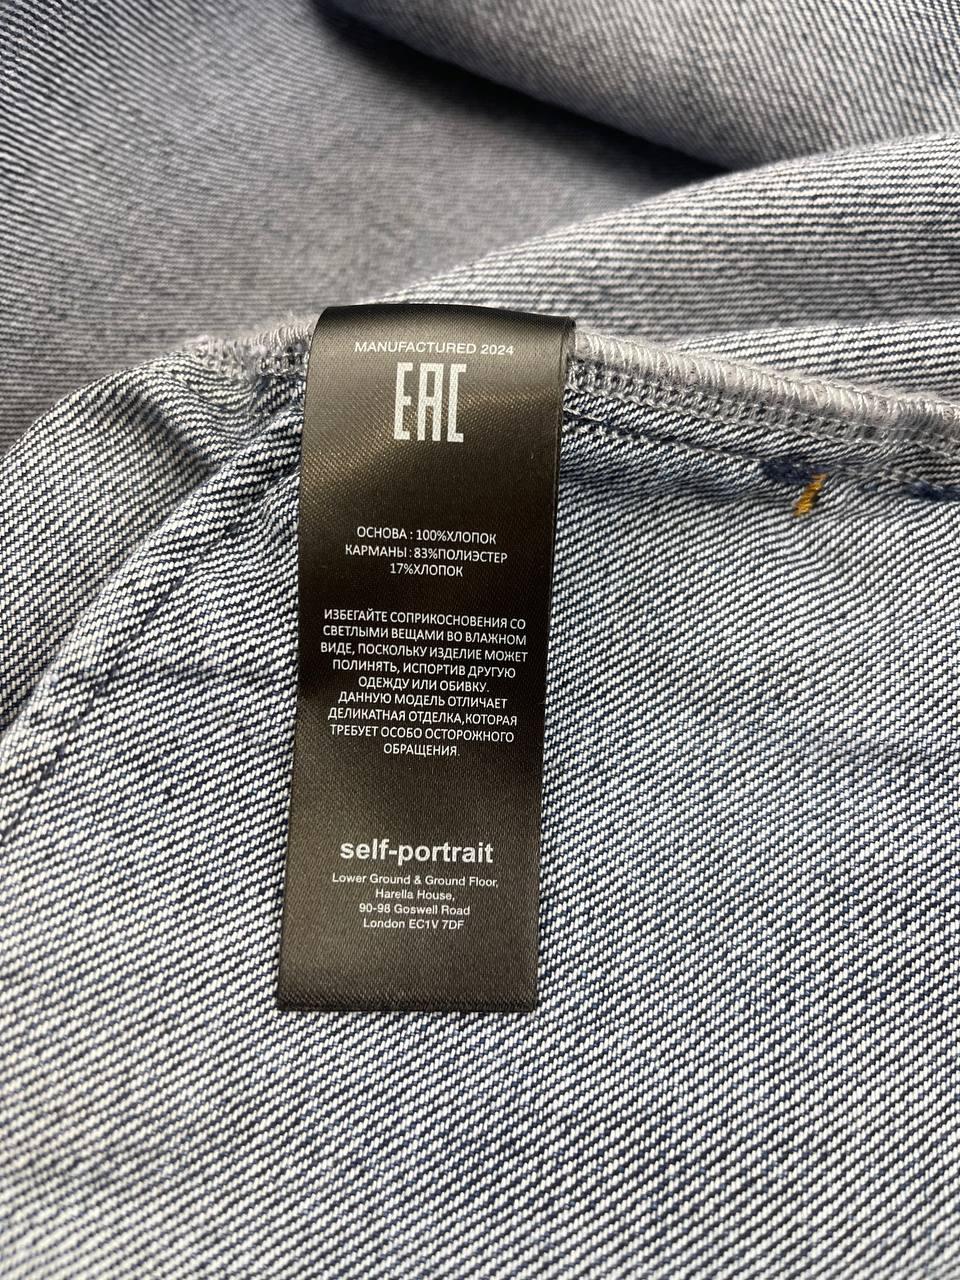 MANUFACTURED 2024
EAC
ОСНОВА : 100%ХЛОПОК
КАРМАНЫ : 83%ПОЛИЭСТЕР
17%ХЛОПОК
ИЗБЕГАЙТЕ СОПРИКОСНОВЕНИЯ СО
СВЕТЛЫМИ ВЕЩАМИ ВО ВЛАЖНОМ
ВИДЕ, ПОСКОЛЬКУ ИЗДЕЛИЕ МОЖЕТ
ПОЛИНЯТЬ, ИСПОРТИВ ДРУГУЮ
ОДЕЖДУ ИЛИ ОБИВКУ.
ДАННУЮ МОДЕЛЬ ОТЛИЧАЕТ
ДЕЛИКАТНАЯ ОТДЕЛКА,КОТОРАЯ
ТРЕБУЕТ ОСОБО ОСТОРОЖНОГО
ОБРАЩЕНИЯ.
self-portrait
Lower Ground & Ground Floor,
Harella House,
90-98 Goswell Road
London EC1V 7DF